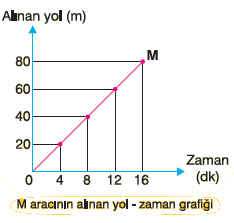 Alınan yol (m)
M
80
60
40
20
0 4 8 12 16
Zaman
(dk)
M aracının alınan yol - zaman grafiği